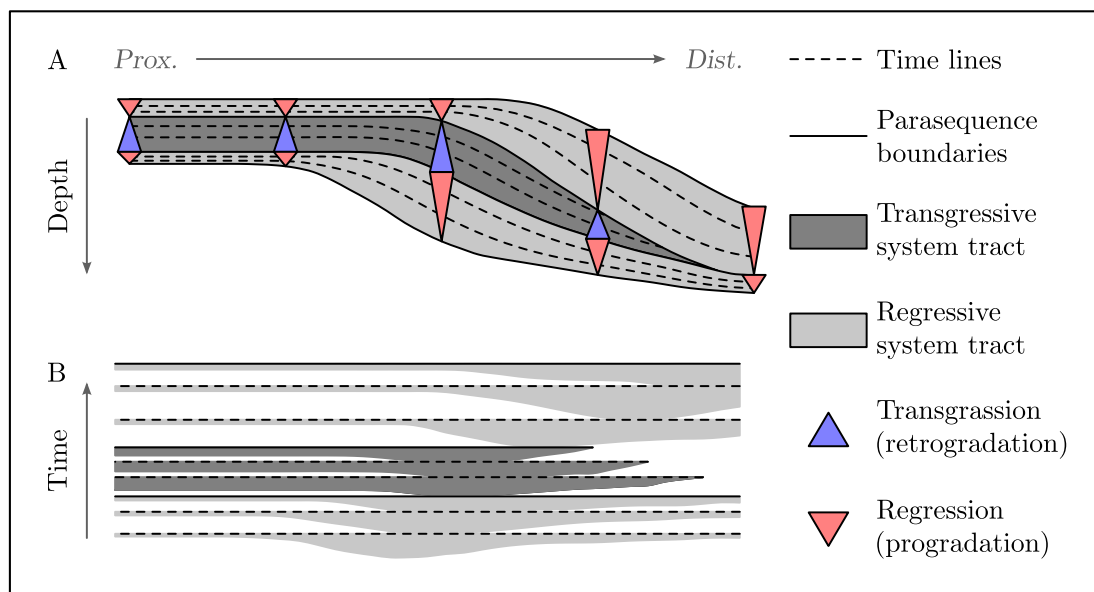 A
Prox.
Dist.
Depth
B
Time
Time lines
Parasequence
boundaries
Transgressive
system tract
Regressive
system tract
Transgrassion
(retrogradation)
Regression
(progradation)